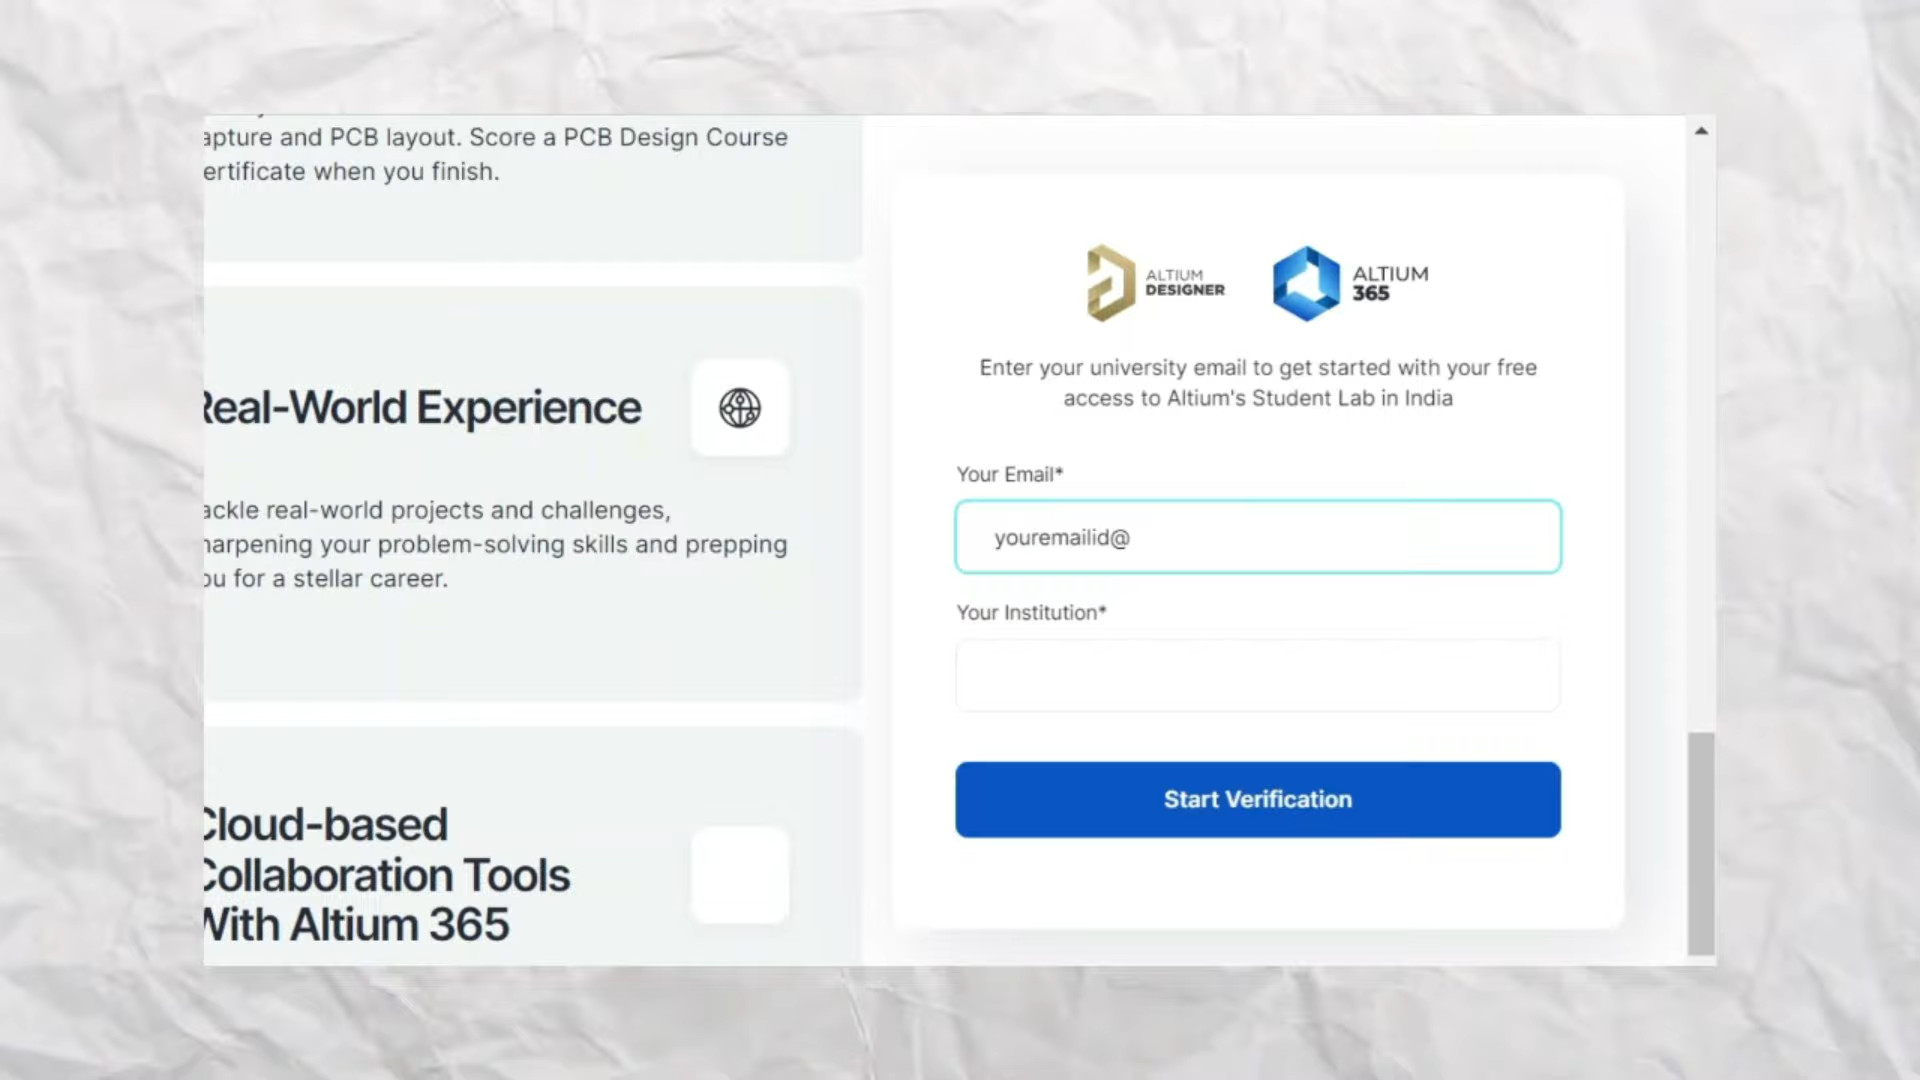 apture and PCB layout. Score a PCB Design Course
ertificate when you finish.
Real-World Experience
ackle real-world projects and challenges,
harpening your problem-solving skills and prepping
ou for a stellar career.
Cloud-based
Collaboration Tools
With Altium 365
ALTIUM
DESIGNER
ALTIUM
365
Enter your university email to get started with your free
access to Altium's Student Lab in India
Your Email*
youremailid@
Your Institution*
Start Verification